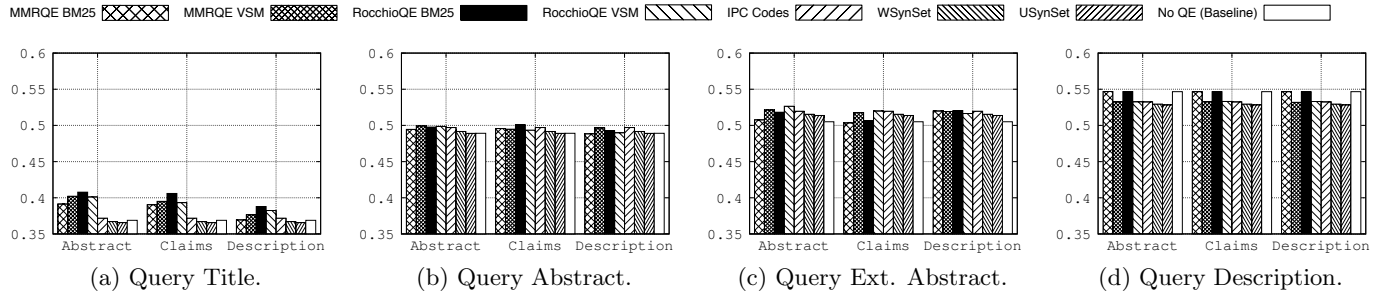 MMRQE BM25 MMRQE VSM RocchioQE BM25 RocchioQE VSM IPC Codes WSynSet USynSet No QE (Baseline)
0.6 0.6 0.6 0.6
0.55 0.55 0.55 0.55
0.5 0.5 0.5 0.5
0.45 0.45 0.45 0.45
0.4 0.4 0.4 0.4
0.35 0.35 0.35 0.35
Abstract Claims Description Abstract Claims Description Abstract Claims Description Abstract Claims Description
(a) Query Title. (b) Query Abstract. (c) Query Ext. Abstract. (d) Query Description.